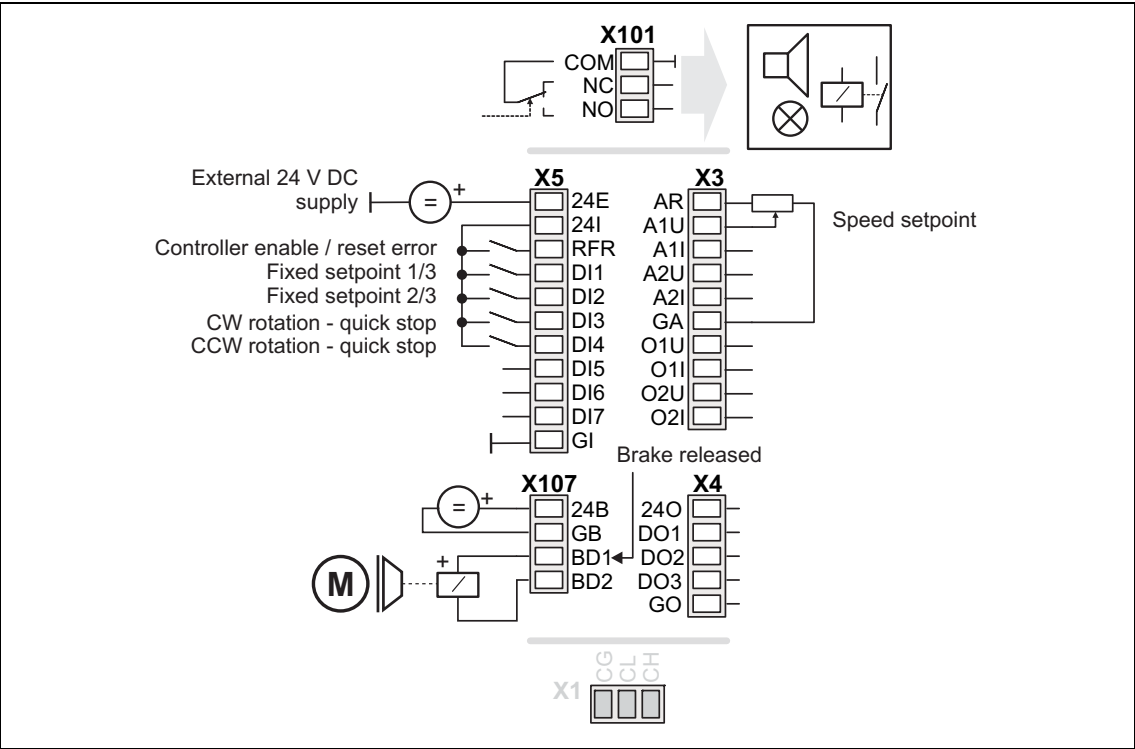 X101
COM
NC
NO
External 24 V DC
supply
=
+
X5
24E
24I
Controller enable / reset error
RFR
Fixed setpoint 1/3
DI1
Fixed setpoint 2/3
DI2
CW rotation - quick stop
DI3
CCW rotation - quick stop
DI4
DI5
DI6
DI7
GI
X3
AR
A1U
Speed setpoint
A1I
A2U
A2I
GA
O1U
O1I
O2U
O2I
Brake released
X107
=
+
24B
GB
BD1
BD2
M
+
X4
24O
DO1
DO2
DO3
GO
X1
CG
CL
CH